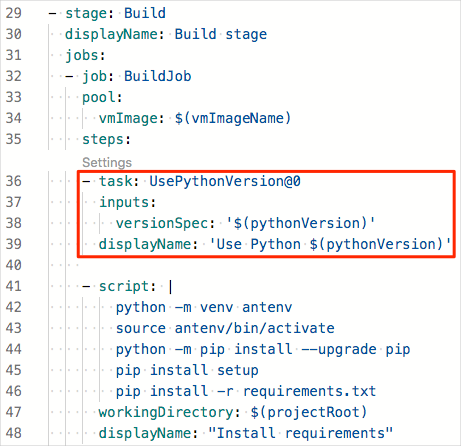 29 - stage: Build
30   displayName: Build stage
31   jobs:
32   - job: BuildJob
33     pool:
34       vmImage: $(vmImageName)
35     steps:
Settings
36     - task: UsePythonVersion@0
37       inputs:
38         versionSpec: '$(pythonVersion)'
39       displayName: 'Use Python $(pythonVersion)'
40
41     - script: |
42         python -m venv antenv
43         source antenv/bin/activate
44         python -m pip install --upgrade pip
45         pip install setup
46         pip install -r requirements.txt
47       workingDirectory: $(projectRoot)
48       displayName: "Install requirements"